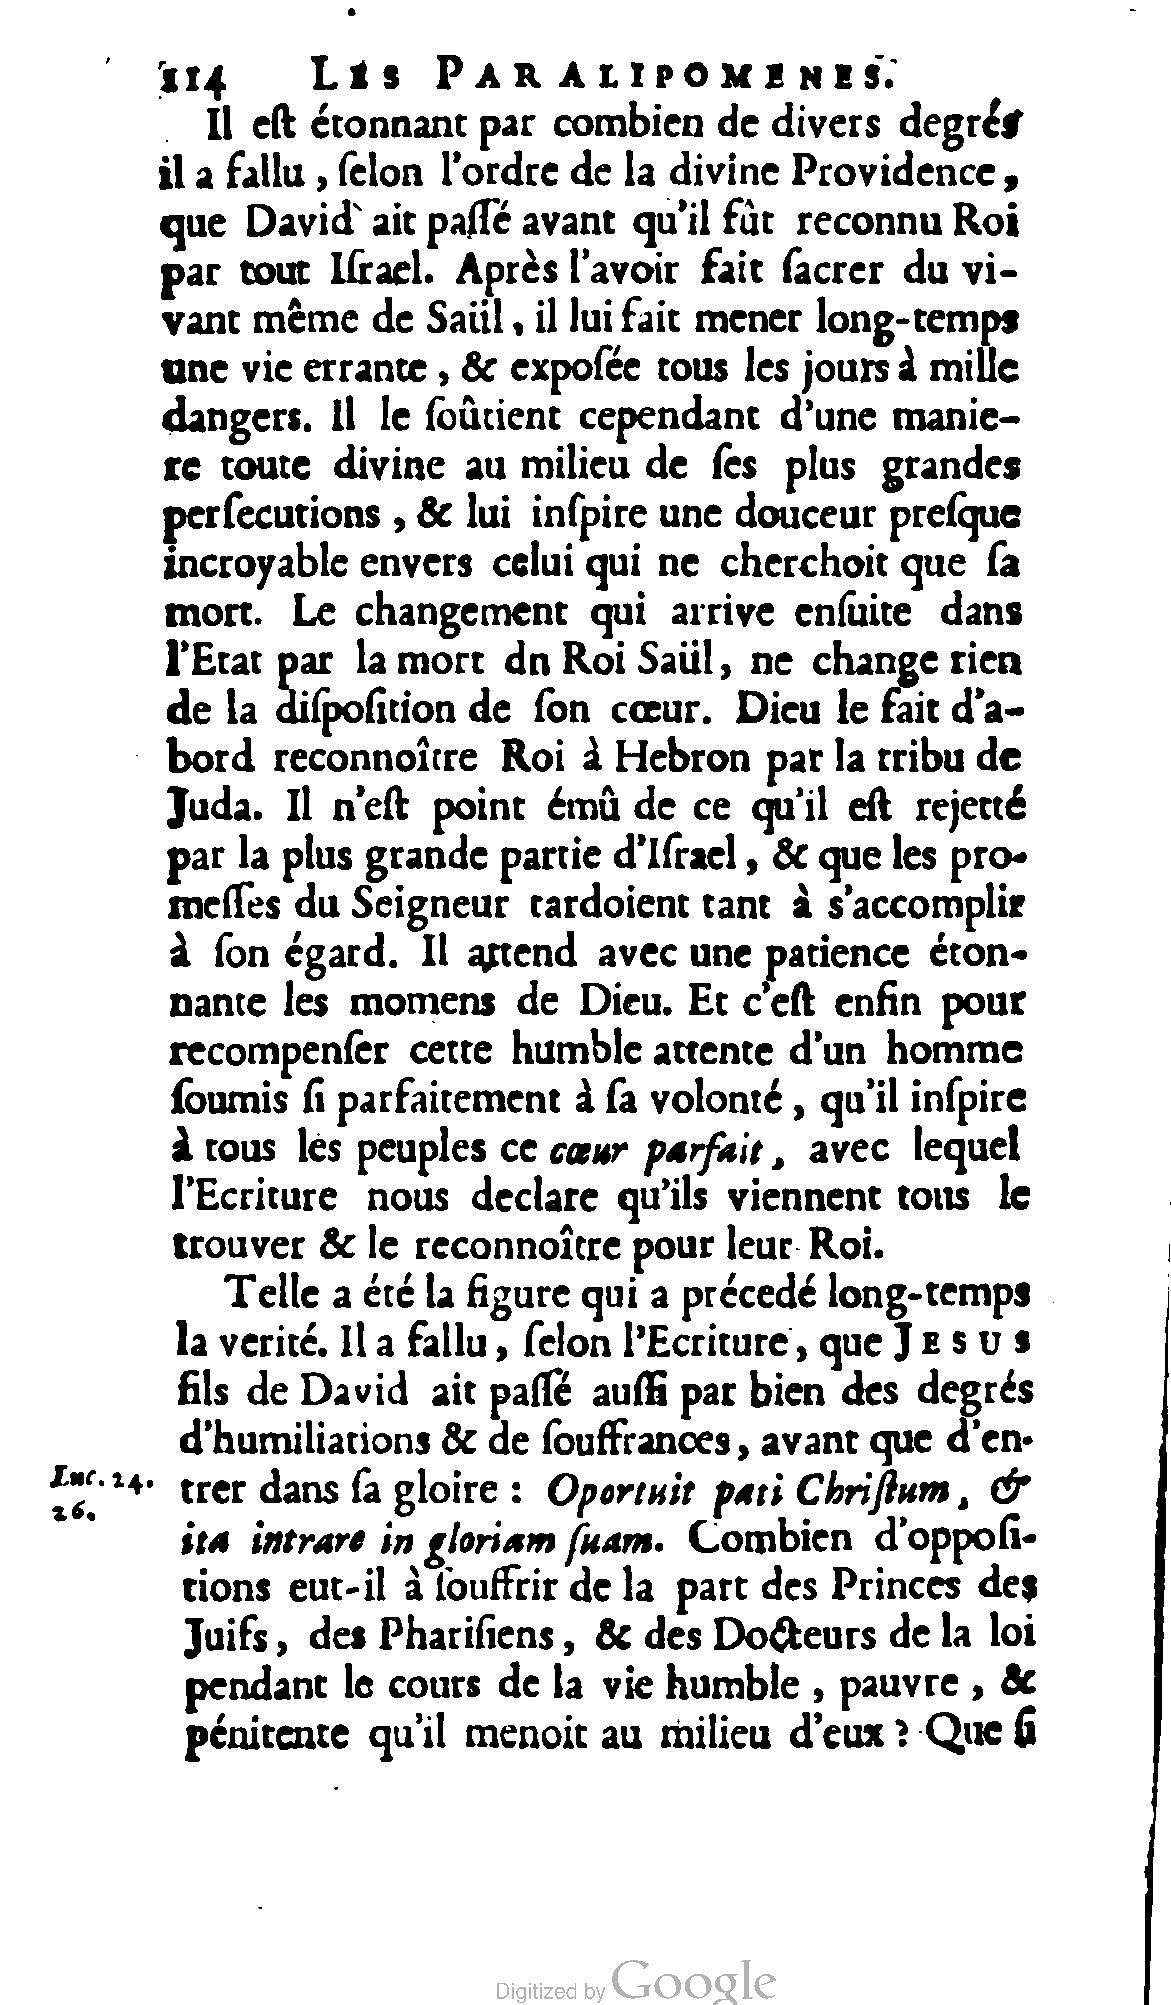 114 LES PARALIPOMENES.
Il eſt étonnant par combien de divers degrés
il a fallu , ſelon l'ordre de la divine Providence ,
que David ait paſſé avant qu'il fût reconnu Roi
par tout Iſrael. Après l'avoir fait ſacrer du vi-
vant même de Saül , il lui fait mener long-temps
une vie errante , & expoſée tous les jours à mille
dangers. Il le ſoûtient cependant d'une manie-
re toute divine au milieu de ſes plus grandes
perſecutions , & lui inſpire une douceur preſque
incroyable envers celui qui ne cherchoit que ſa
mort. Le changement qui arrive enſuite dans
l'Etat par la mort dn Roi Saül, ne change rien
de la diſpoſition de ſon cœur. Dieu le fait d'a-
bord reconnoître Roi à Hebron par la tribu de
Juda. Il n'eſt point émû de ce qu'il eſt rejetté
par la plus grande partie d'Iſrael , & que les pro-
meſſes du Seigneur tardoient tant à s'accomplir
à ſon égard. Il attend avec une patience éton-
nante les momens de Dieu. Et c'eſt enfin pour
recompenſer cette humble attente d'un homme
ſoumis ſi parfaitement à ſa volonté , qu'il inſpire
à tous les peuples ce cœur parfait , avec lequel
l'Ecriture nous declare qu'ils viennent tous le
trouver & le reconnoître pour leur Roi.
Telle a été la figure qui a précedé long-temps
la verité. Il a fallu , ſelon l'Ecriture , que JESUS
fils de David ait paſſé auſſi par bien des degrés
d'humiliations & de ſouffrances, avant que d'en-
Luc. 24. trer dans ſa gloire : Oportuit pati Chriſtum , &
26.
ita intrare in gloriam ſuam. Combien d'oppoſi-
tions eut-il à ſouffrir de la part des Princes des
Juifs, des Phariſiens, & des Docteurs de la loi
pendant le cours de la vie humble , pauvre , &
pénitente qu'il menoit au milieu d'eux ? Que ſi
Digitized by Google